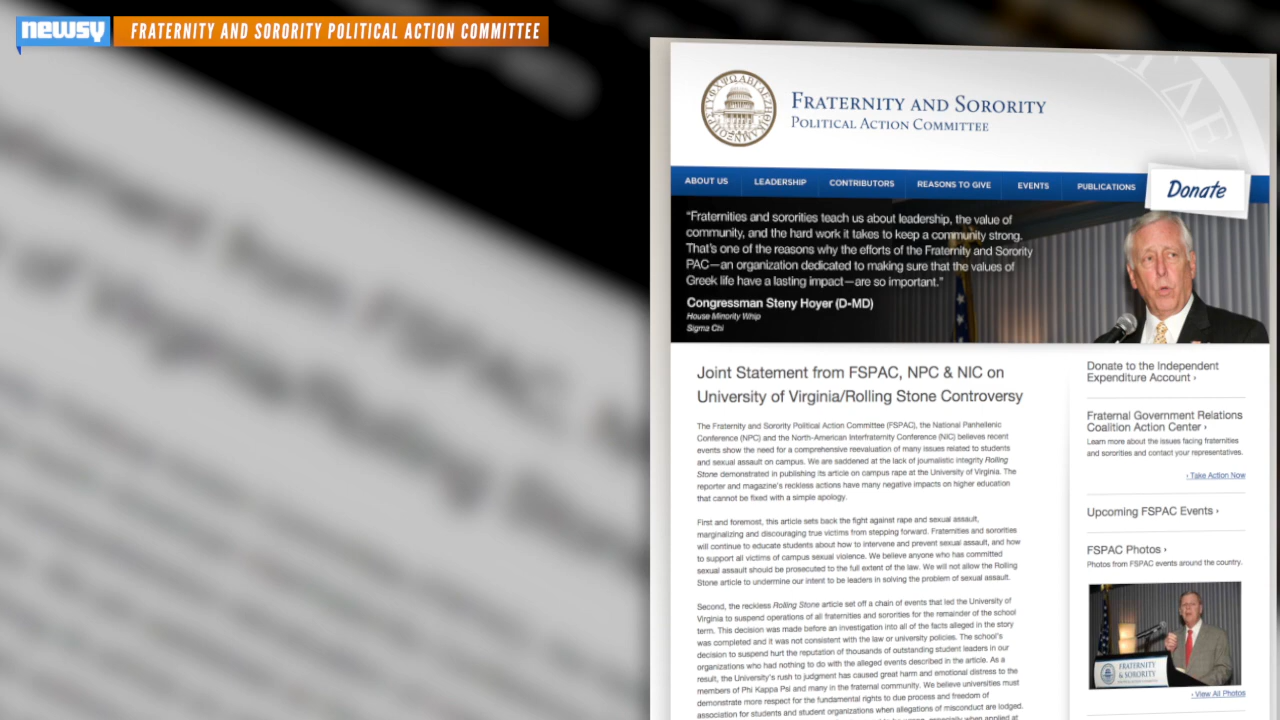 newsy
FRATERNITY AND SORORITY POLITICAL ACTION COMMITTEE
FRATERNITY AND SORORITY
POLITICAL ACTION COMMITTEE
ABOUT US LEADERSHIP CONTRIBUTORS REASONS TO GIVE EVENTS PUBLICATIONS Donate
“Fraternities and sororities teach us about leadership, the value of
community, and the hard work it takes to keep a community strong.
That's one of the reasons why the efforts of the Fraternity and Sorority
PAC—an organization dedicated to making sure that the values of
Greek life have a lasting impact—are so important.”
Congressman Steny Hoyer (D-MD)
House Minority Whip
Sigma Chi
Joint Statement from FSPAC, NPC & NIC on
University of Virginia/Rolling Stone Controversy
The Fraternity and Sorority Political Action Committee (FSPAC), the National Panhellenic
Conference (NPC) and the North-American Interfraternity Conference (NIC) believes recent
events show the need for a comprehensive reevaluation of many issues related to students
and sexual assault on campus. We are saddened at the lack of journalistic integrity Rolling
Stone demonstrated in publishing its article on campus rape at the University of Virginia. The
reporter and magazine's reckless actions have many negative impacts on higher education
that cannot be fixed with a simple apology.
First and foremost, this article sets back the fight against rape and sexual assault,
marginalizing and discouraging true victims from stepping forward. Fraternities and sororities
will continue to educate students about how to intervene and prevent sexual assault, and how
to support all victims of campus sexual violence. We believe anyone who has committed
sexual assault should be prosecuted to the full extent of the law. We will not allow the Rolling
Stone article to undermine our intent to be leaders in solving the problem of sexual assault.
Second, the reckless Rolling Stone article set off a chain of events that led the University of
Virginia to suspend operations of all fraternities and sororities for the remainder of the school
term. This decision was made before an investigation into all of the facts alleged in the story
was completed and it was not consistent with the law or university policies. The school's
decision to suspend hurt the reputation of thousands of outstanding student leaders in our
organizations who had nothing to do with the alleged events described in the article. As a
result, the University's rush to judgment has caused great harm and emotional distress to the
members of Phi Kappa Psi and many in the fraternal community. We believe universities must
demonstrate more respect for the fundamental rights to due process and freedom of
association for students and student organizations when allegations of misconduct are lodged.
Donate to the Independent
Expenditure Account ›
Fraternal Government Relations
Coalition Action Center ›
Learn more about the issues facing fraternities
and sororities and contact your representatives.
› Take Action Now
Upcoming FSPAC Events ›
FSPAC Photos ›
Photos from FSPAC events around the country.
FRATERNITY
& SORORITY
› View All Photos